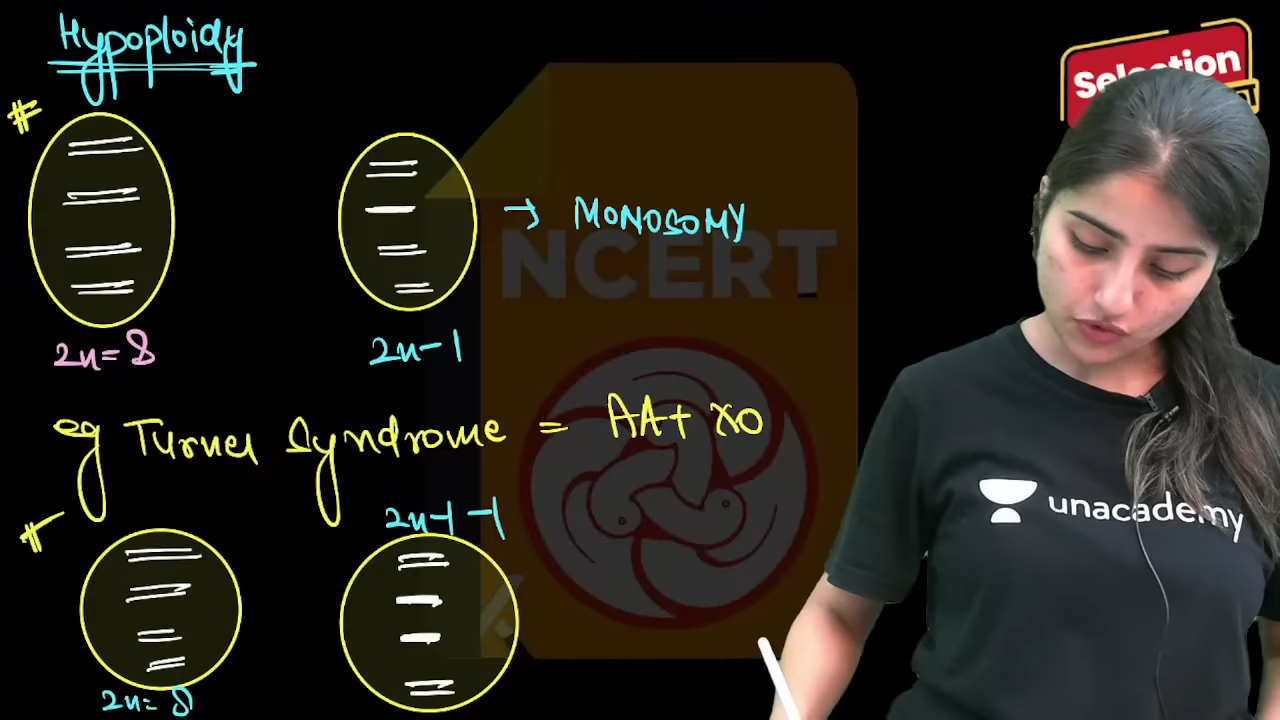 Hypoploidy
Selection
→ MONOSOMY
NCERT
2n=8
2n-1
eg Turner Syndrome = AA+ XO
2n-1-1
unacademy
2n=8